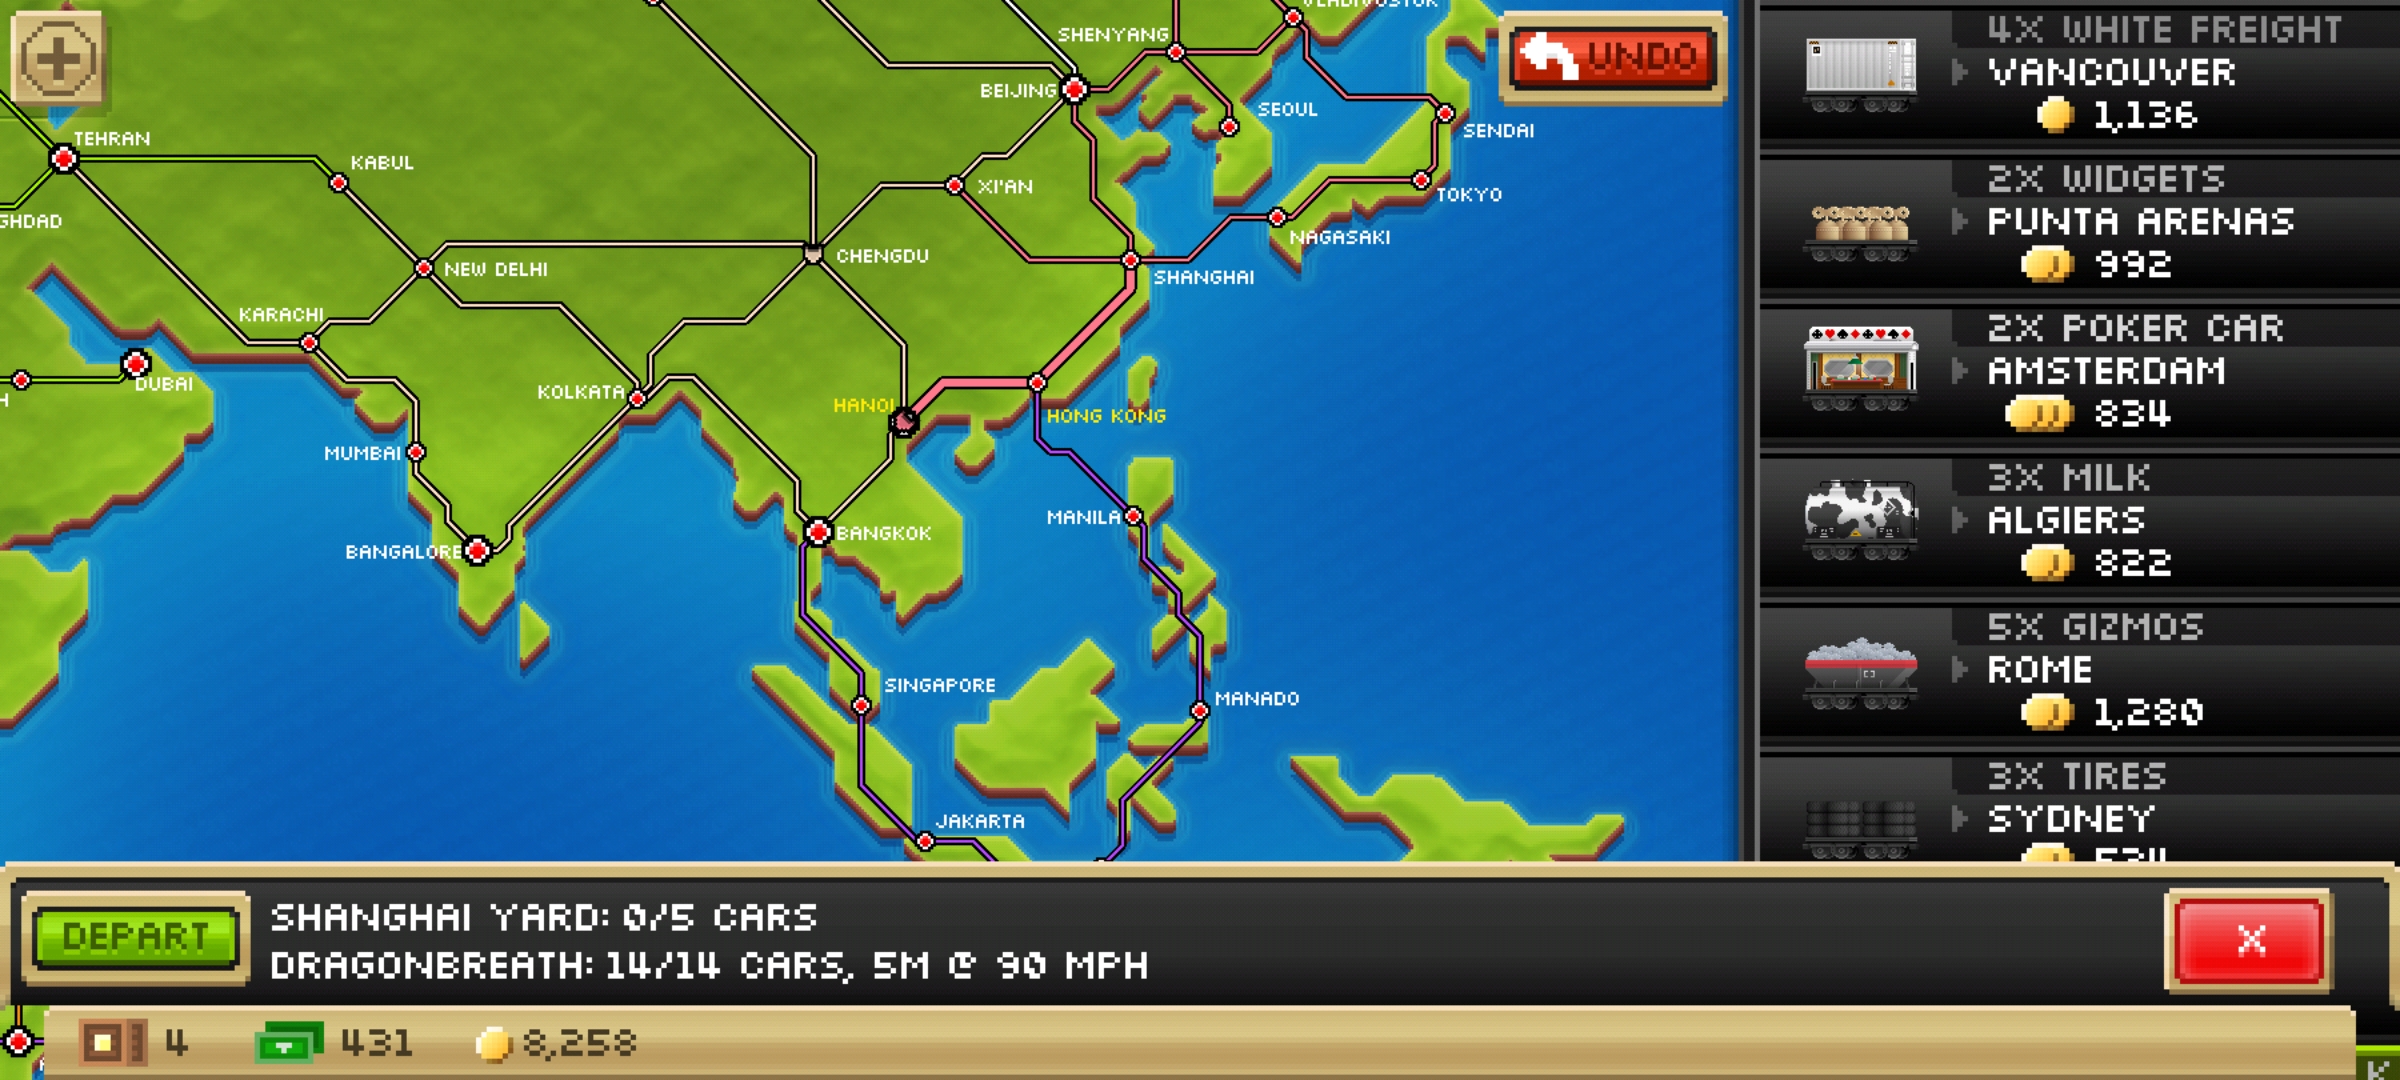 VLADIVOSTOK
SHENYANG
UNDO
BEIJING
SEOUL
SENDAI
TEHRAN
KABUL
XI'AN
TOKYO
GHDAD
NAGASAKI
NEW DELHI
CHENGDU
SHANGHAI
KARACHI
DUBAI
H
KOLKATA
HANOI
HONG KONG
MUMBAI
MANILA
BANGKOK
BANGALORE
SINGAPORE
MANADO
JAKARTA
4X WHITE FREIGHT
VANCOUVER
1,136
2X WIDGETS
PUNTA ARENAS
992
2X POKER CAR
AMSTERDAM
834
3X MILK
ALGIERS
822
5X GIZMOS
ROME
1,280
3X TIRES
SYDNEY
DEPART
SHANGHAI YARD: 0/5 CARS
DRAGONBREATH: 14/14 CARS, 5M @ 90 MPH
X
4
431
8,258